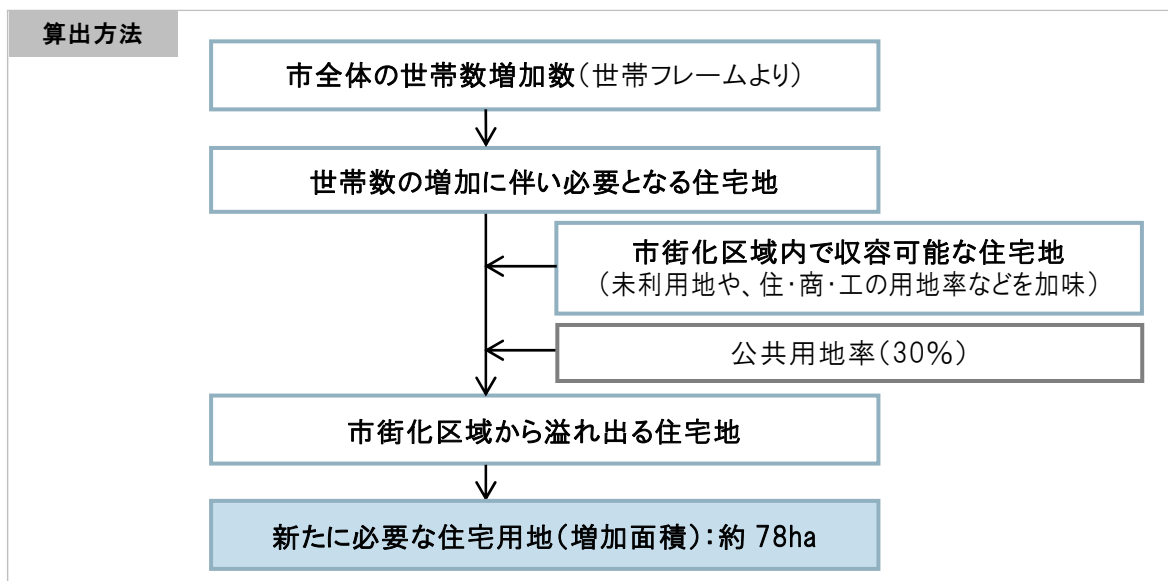 算出方法
市全体の世帯数増加数（世帯フレームより）
世帯数の増加に伴い必要となる住宅地
市街化区域内で収容可能な住宅地
（未利用地や、住・商・工の用地率などを加味）
公共用地率（30％）
市街化区域から溢れ出る住宅地
新たに必要な住宅用地（増加面積）：約 78ha